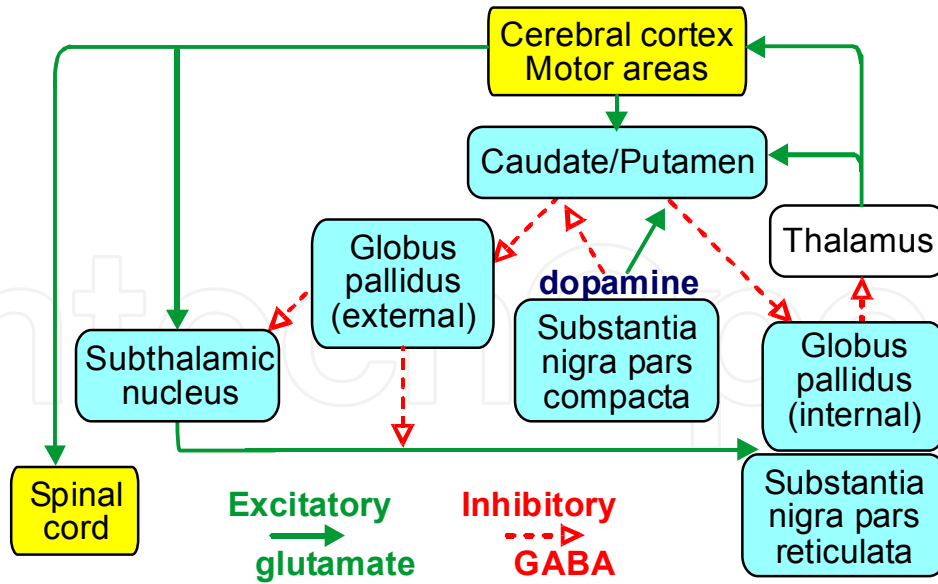 Cerebral cortex
Motor areas
Caudate/Putamen
Thalamus
Globus
pallidus
(external)
dopamine
Substantia
nigra pars
compacta
Subthalamic
nucleus
Globus
pallidus
(internal)
Spinal
cord
Substantia
nigra pars
reticulata
Excitatory
glutamate
Inhibitory
GABA